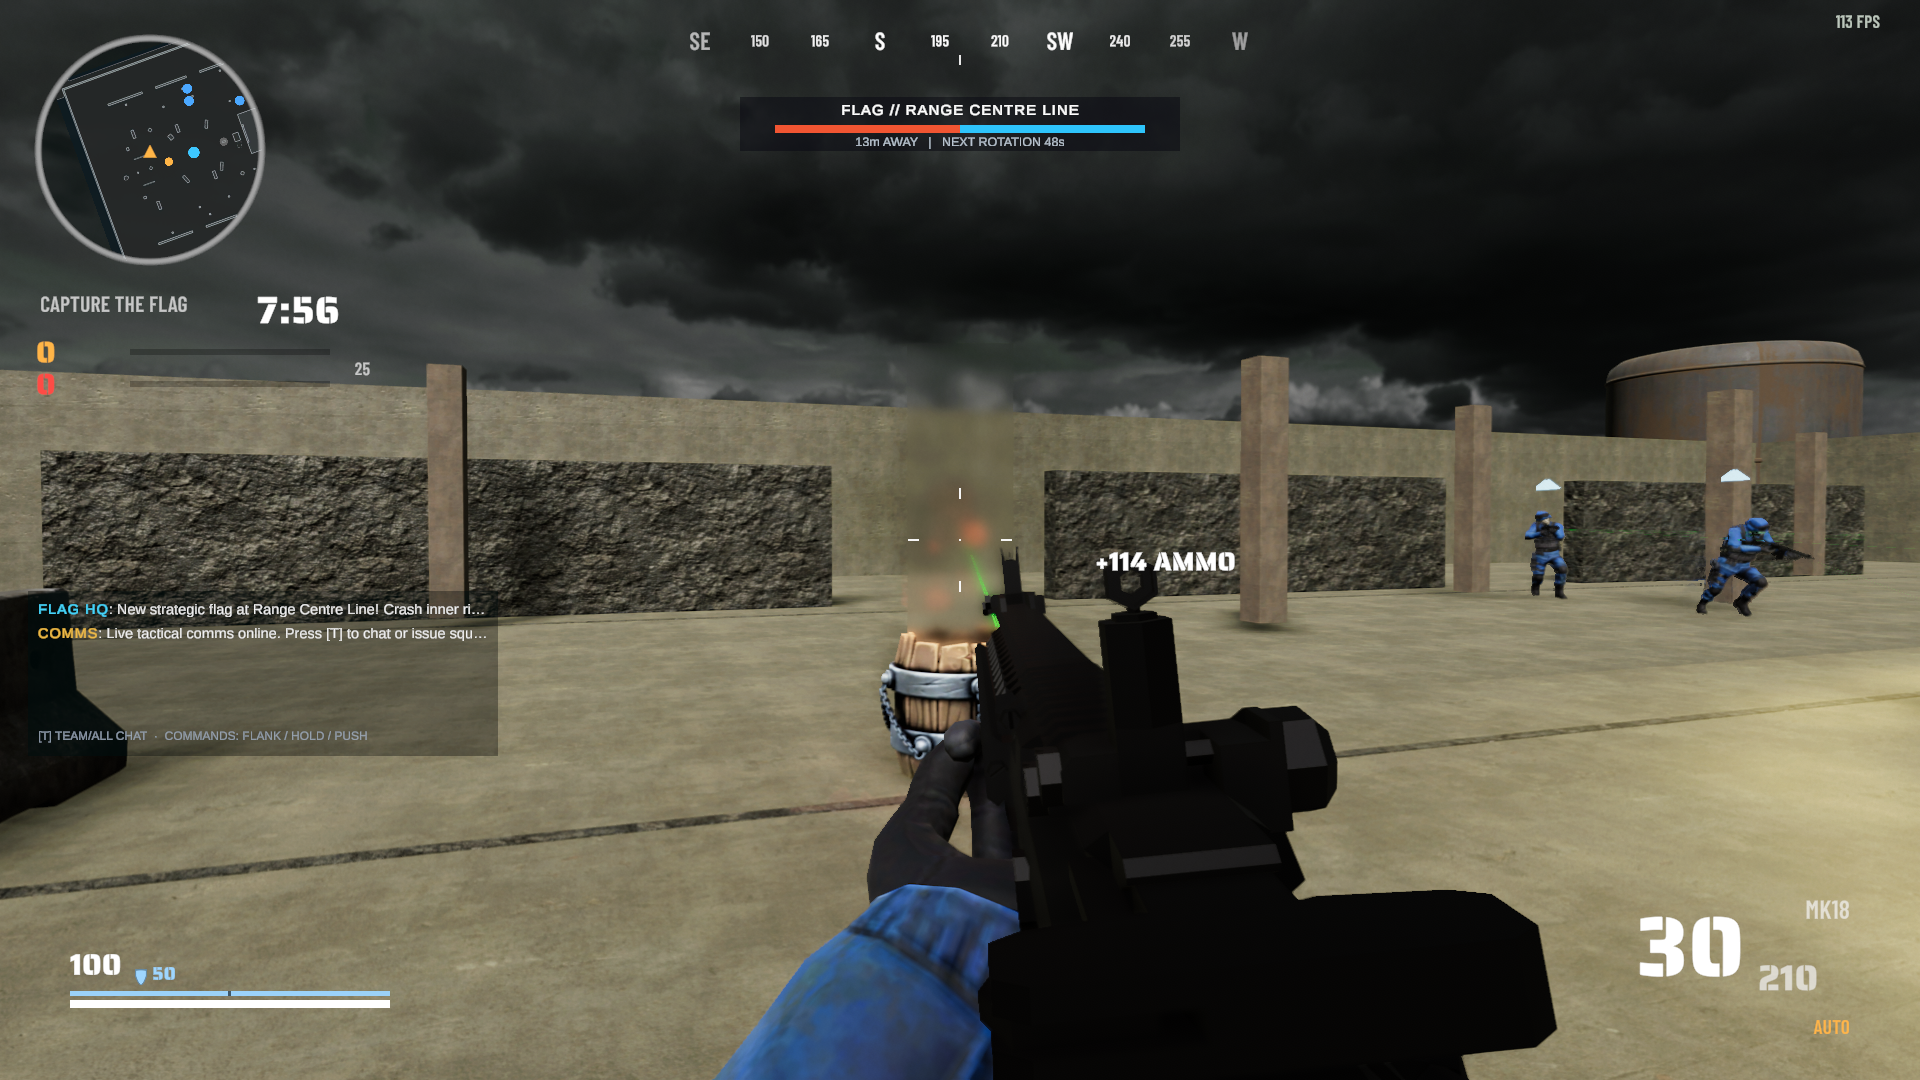 113 FPS
SE 150 165 S 195 210 SW 240 255 W
FLAG // RANGE CENTRE LINE
13m AWAY | NEXT ROTATION 48s
CAPTURE THE FLAG 7:56
0
25
0
+114 AMMO
FLAG HQ: New strategic flag at Range Centre Line! Crash inner ri...
COMMS: Live tactical comms online. Press [T] to chat or issue squ...
[T] TEAM/ALL CHAT · COMMANDS: FLANK / HOLD / PUSH
MK18
100 50
30 210
AUTO